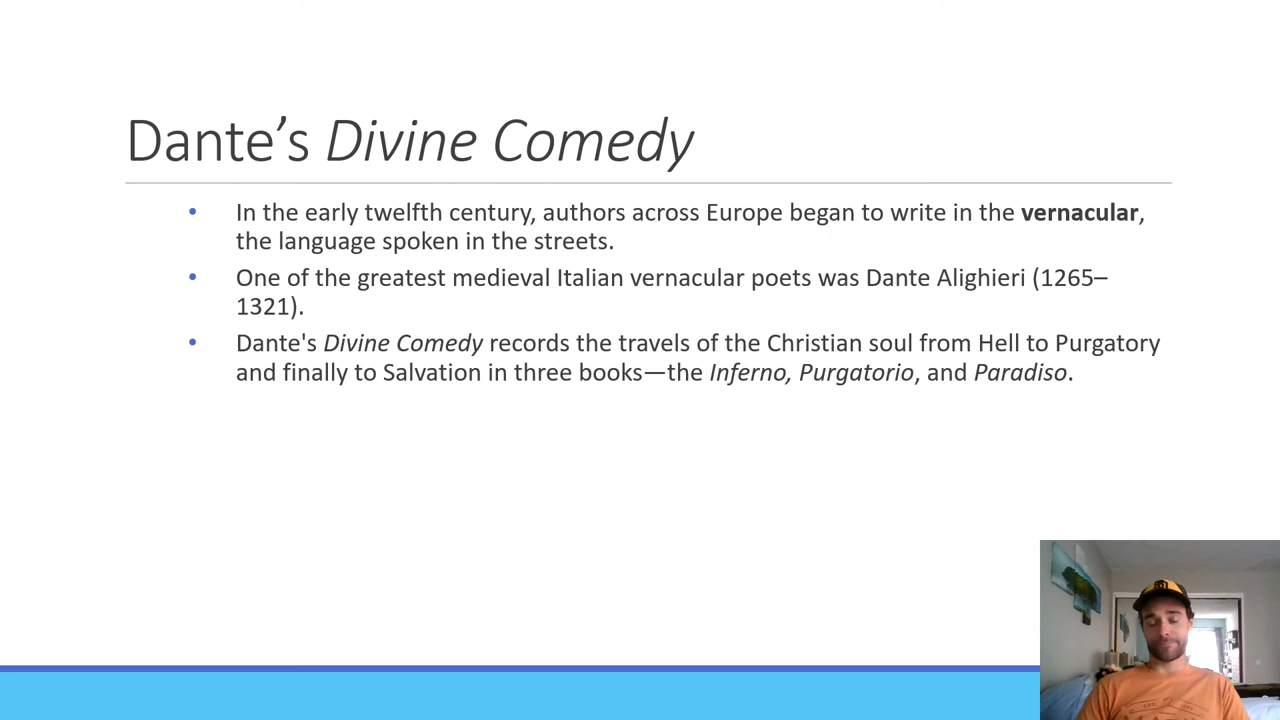 Dante’s Divine Comedy
• In the early twelfth century, authors across Europe began to write in the vernacular,
the language spoken in the streets.
• One of the greatest medieval Italian vernacular poets was Dante Alighieri (1265–
1321).
• Dante's Divine Comedy records the travels of the Christian soul from Hell to Purgatory
and finally to Salvation in three books—the Inferno, Purgatorio, and Paradiso.